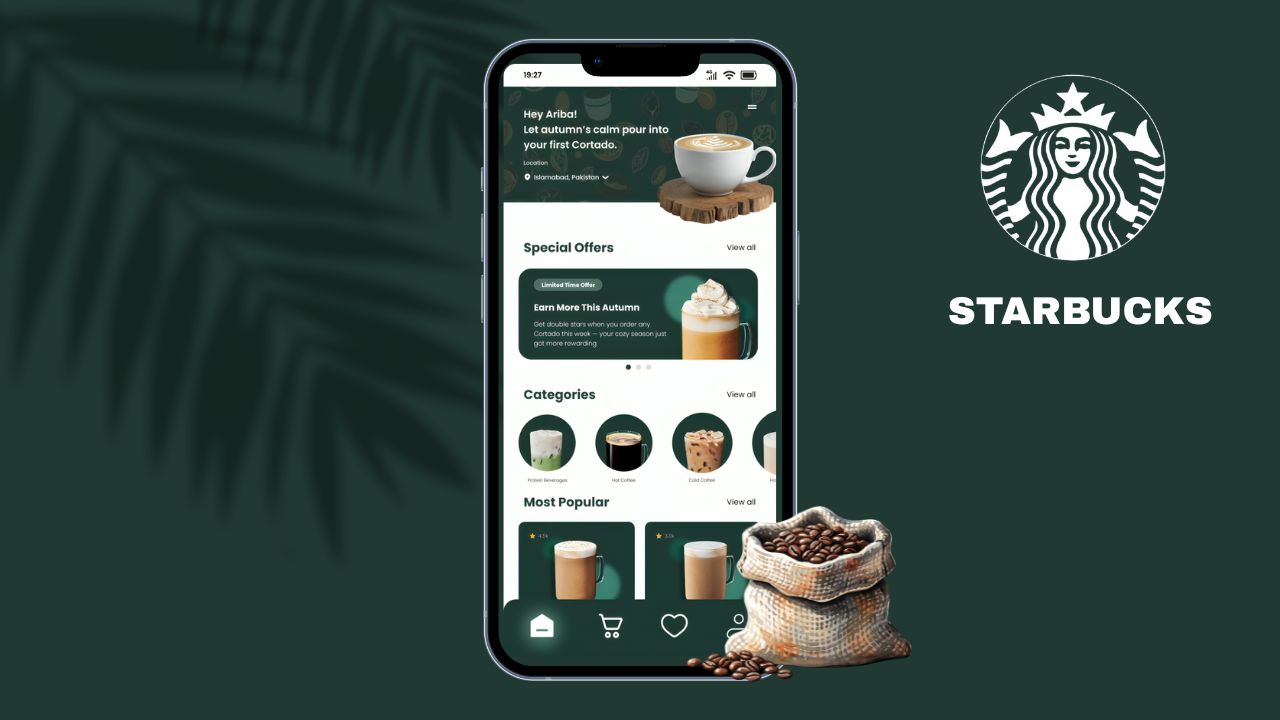 19:27
4G
Hey Ariba!
Let autumn's calm pour into
your first Cortado.
Location
Islamabad, Pakistan
Special Offers
View all
Limited Time Offer
Earn More This Autumn
Get double stars when you order any
Cortado this week — your cozy season just
got more rewarding
Categories
View all
Protein Beverages
Hot Coffee
Cold Coffee
Most Popular
View all
4.5k
STARBUCKS